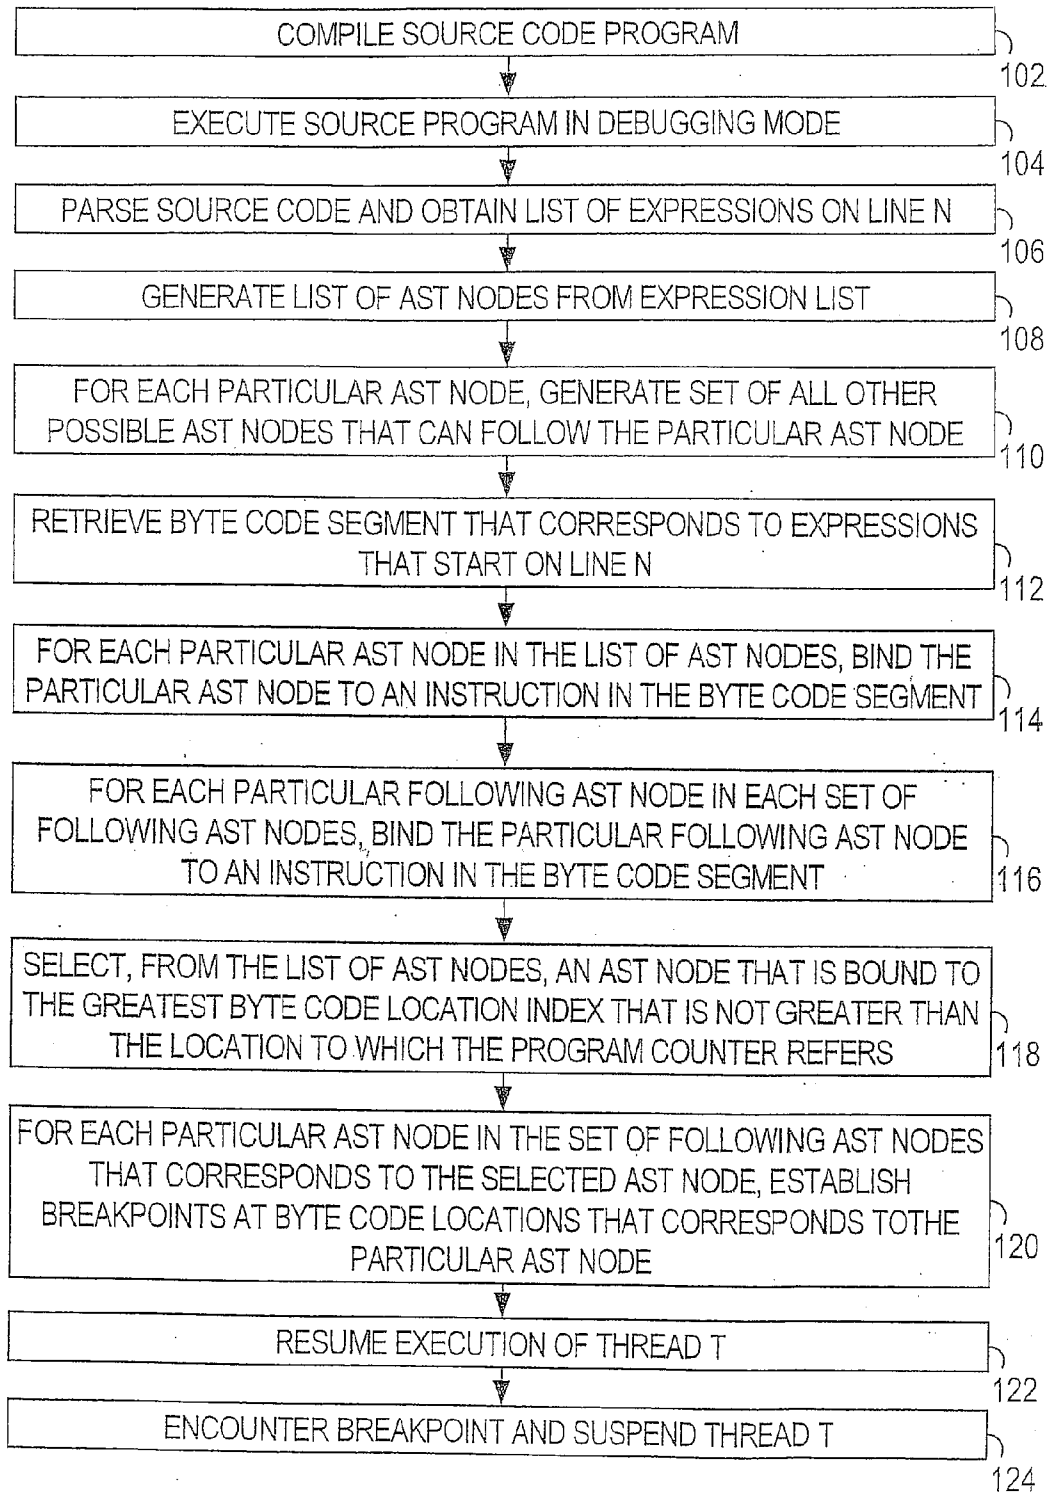 COMPILE SOURCE CODE PROGRAM
102
EXECUTE SOURCE PROGRAM IN DEBUGGING MODE
104
PARSE SOURCE CODE AND OBTAIN LIST OF EXPRESSIONS ON LINE N
106
GENERATE LIST OF AST NODES FROM EXPRESSION LIST
108
FOR EACH PARTICULAR AST NODE, GENERATE SET OF ALL OTHER
POSSIBLE AST NODES THAT CAN FOLLOW THE PARTICULAR AST NODE
110
RETRIEVE BYTE CODE SEGMENT THAT CORRESPONDS TO EXPRESSIONS
THAT START ON LINE N
112
FOR EACH PARTICULAR AST NODE IN THE LIST OF AST NODES, BIND THE
PARTICULAR AST NODE TO AN INSTRUCTION IN THE BYTE CODE SEGMENT
114
FOR EACH PARTICULAR FOLLOWING AST NODE IN EACH SET OF
FOLLOWING AST NODES, BIND THE PARTICULAR FOLLOWING AST NODE
TO AN INSTRUCTION IN THE BYTE CODE SEGMENT
116
SELECT, FROM THE LIST OF AST NODES, AN AST NODE THAT IS BOUND TO
THE GREATEST BYTE CODE LOCATION INDEX THAT IS NOT GREATER THAN
THE LOCATION TO WHICH THE PROGRAM COUNTER REFERS
118
FOR EACH PARTICULAR AST NODE IN THE SET OF FOLLOWING AST NODES
THAT CORRESPONDS TO THE SELECTED AST NODE, ESTABLISH
BREAKPOINTS AT BYTE CODE LOCATIONS THAT CORRESPONDS TOTHE
PARTICULAR AST NODE
120
RESUME EXECUTION OF THREAD T
122
ENCOUNTER BREAKPOINT AND SUSPEND THREAD T
124